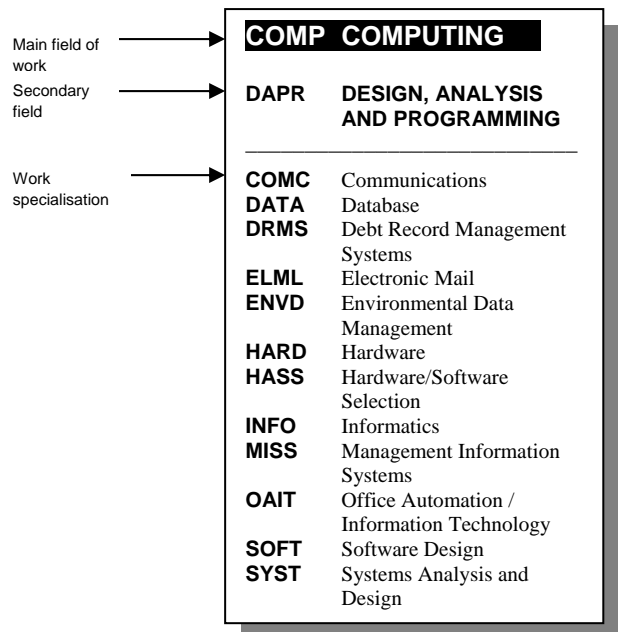 Main field of
work
COMP COMPUTING
Secondary
field
DAPR DESIGN, ANALYSIS
AND PROGRAMMING
Work
specialisation
COMC Communications
DATA Database
DRMS Debt Record Management
Systems
ELML Electronic Mail
ENVD Environmental Data
Management
HARD Hardware
HASS Hardware/Software
Selection
INFO Informatics
MISS Management Information
Systems
OAIT Office Automation /
Information Technology
SOFT Software Design
SYST Systems Analysis and
Design